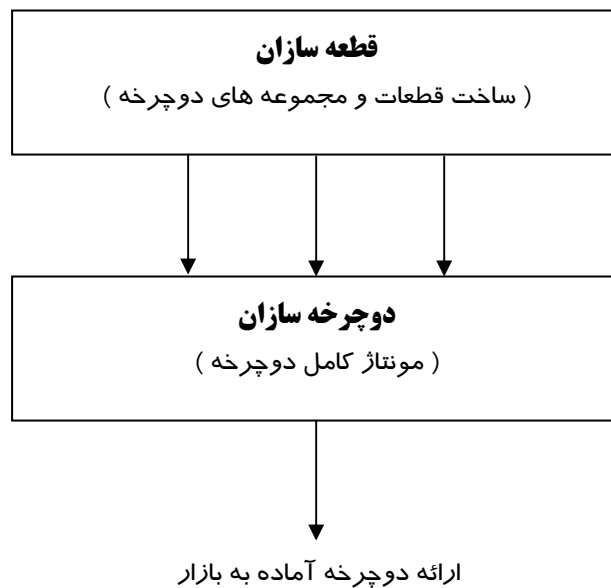 قطعه سازان
( ساخت قطعات و مجموعه های دوچرخه )
دوچرخه سازان
( مونتاژ کامل دوچرخه )
ارائه دوچرخه آماده به بازار